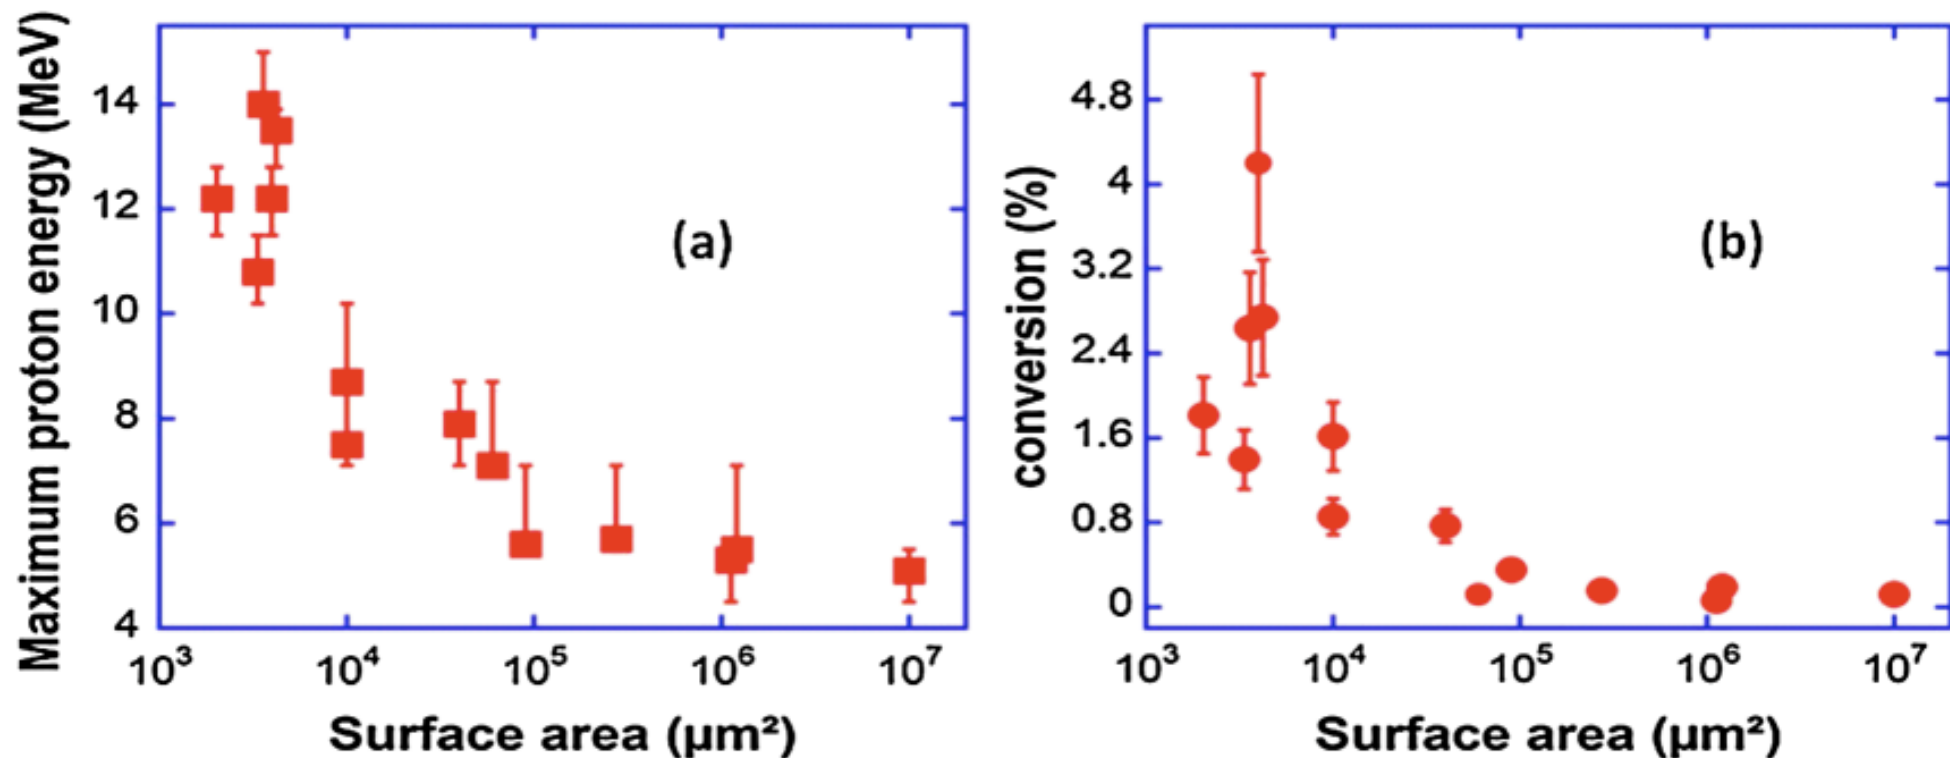 Maximum proton energy (MeV)
14
12
10
8
6
4
10³ 10⁴ 10⁵ 10⁶ 10⁷
Surface area (µm²)
(a)
conversion (%)
4.8
4
3.2
2.4
1.6
0.8
0
10³ 10⁴ 10⁵ 10⁶ 10⁷
Surface area (µm²)
(b)